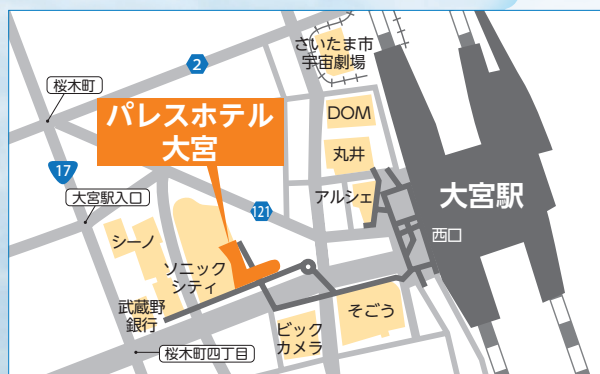 さいたま市
宇宙劇場
2
桜木町
パレスホテル
大宮
DOM
丸井
17
大宮駅入口
アルシェ
大宮駅
121
西口
シーノ
ソニック
シティ
武蔵野
銀行
そごう
ビック
カメラ
桜木町四丁目